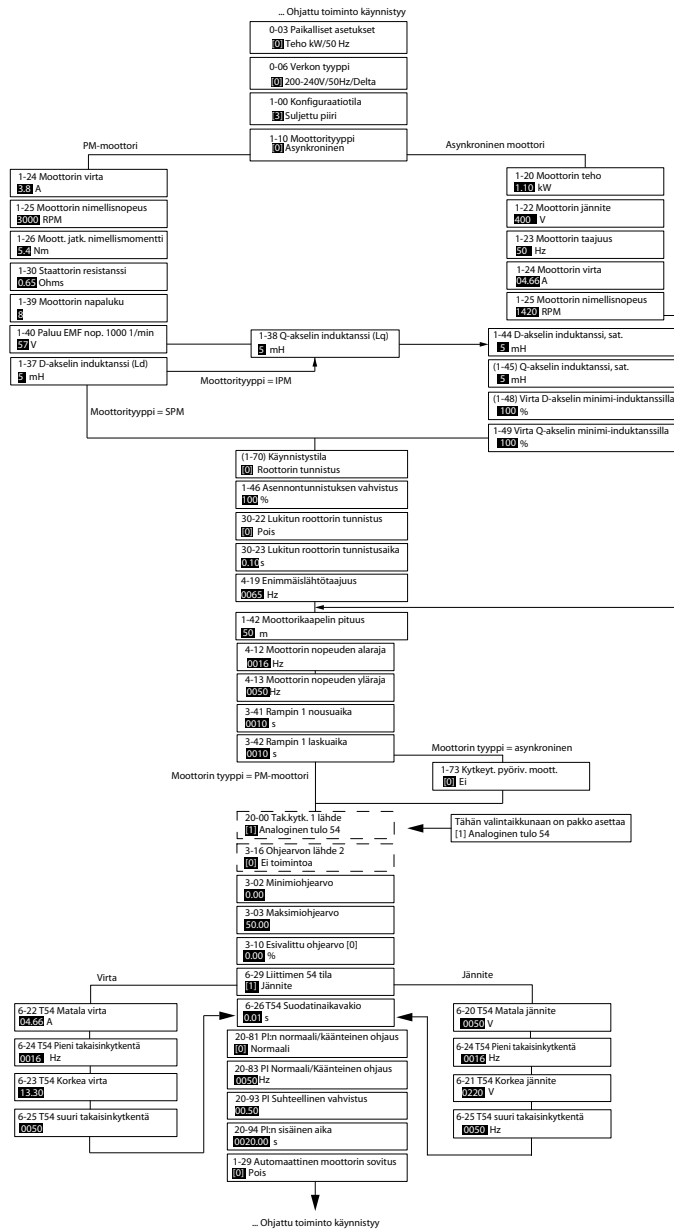 ... Ohjattu toiminto käynnistyy
0-03 Paikalliset asetukset
[0] Teho kW/50 Hz
0-06 Verkon tyyppi
[0] 200-240V/50Hz/Delta
1-00 Konfiguraatiotila
[3] Suljettu piiri
1-10 Moottorityyppi
[0] Asynkroninen
PM-moottori
Asynkroninen moottori
1-24 Moottorin virta
3.8 A
1-25 Moottorin nimellisnopeus
3000 RPM
1-26 Moott. jatk. nimellismomentti
5.4 Nm
1-30 Staattorin resistanssi
0.65 Ohms
1-39 Moottorin napaluku
8
1-40 Paluu EMF nop. 1000 1/min
57 V
1-37 D-akselin induktanssi (Ld)
5 mH
1-20 Moottorin teho
1.10 kW
1-22 Moottorin jännite
400 V
1-23 Moottorin taajuus
50 Hz
1-24 Moottorin virta
04.66 A
1-25 Moottorin nimellisnopeus
1420 RPM
1-38 Q-akselin induktanssi (Lq)
5 mH
Moottorityyppi = IPM
Moottorityyppi = SPM
1-44 D-akselin induktanssi, sat.
5 mH
(1-45) Q-akselin induktanssi, sat.
5 mH
(1-48) Virta D-akselin minimi-induktanssilla
100 %
1-49 Virta Q-akselin minimi-induktanssilla
100 %
(1-70) Käynnistystila
[0] Roottorin tunnistus
1-46 Asennontunnistuksen vahvistus
100 %
30-22 Lukitun roottorin tunnistus
[0] Pois
30-23 Lukitun roottorin tunnistusaika
0.10 s
4-19 Enimmäislähtötaajuus
0065 Hz
1-42 Moottorikaapelin pituus
50 m
4-12 Moottorin nopeuden alaraja
0016 Hz
4-13 Moottorin nopeuden yläraja
0050 Hz
3-41 Rampin 1 nousuaika
0010 s
3-42 Rampin 1 laskuaika
0010 s
Moottorin tyyppi = asynkroninen
1-73 Kytkeyt. pyöriv. moott.
[0] Ei
Moottorin tyyppi = PM-moottori
20-00 Tak.kytk. 1 lähde
[1] Analoginen tulo 54
Tähän valintaikkunaan on pakko asettaa
[1] Analoginen tulo 54
3-16 Ohjearvon lähde 2
[0] Ei toimintoa
3-02 Minimiohjearvo
0.00
3-03 Maksimiohjearvo
50.00
3-10 Esivalittu ohjearvo [0]
0.00 %
6-29 Liittimen 54 tila
[1] Jännite
Virta
Jännite
6-22 T54 Matala virta
04.66 A
6-24 T54 Pieni takaisinkytkentä
0016 Hz
6-23 T54 Korkea virta
13.30
6-25 T54 suuri takaisinkytkentä
0050
6-26 T54 Suodatinaikavakio
0.01 s
20-81 PI:n normaali/käänteinen ohjaus
[0] Normaali
20-83 PI Normaali/Käänteinen ohjaus
0050 Hz
20-93 PI Suhteellinen vahvistus
00.50
20-94 PI:n sisäinen aika
0020.00 s
1-29 Automaattinen moottorin sovitus
[0] Pois
6-20 T54 Matala jännite
0050 V
6-24 T54 Pieni takaisinkytkentä
0016 Hz
6-21 T54 Korkea jännite
0220 V
6-25 T54 suuri takaisinkytkentä
0050 Hz
... Ohjattu toiminto käynnistyy